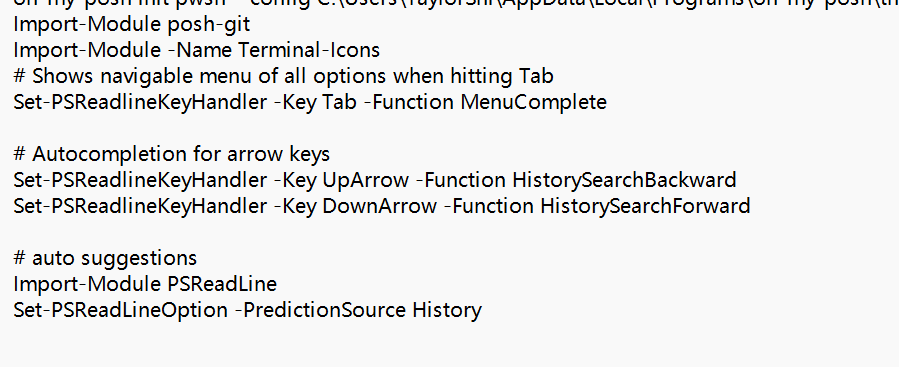 Import-Module posh-git
Import-Module -Name Terminal-Icons
# Shows navigable menu of all options when hitting Tab
Set-PSReadlineKeyHandler -Key Tab -Function MenuComplete
# Autocompletion for arrow keys
Set-PSReadlineKeyHandler -Key UpArrow -Function HistorySearchBackward
Set-PSReadlineKeyHandler -Key DownArrow -Function HistorySearchForward
# auto suggestions
Import-Module PSReadLine
Set-PSReadLineOption -PredictionSource History